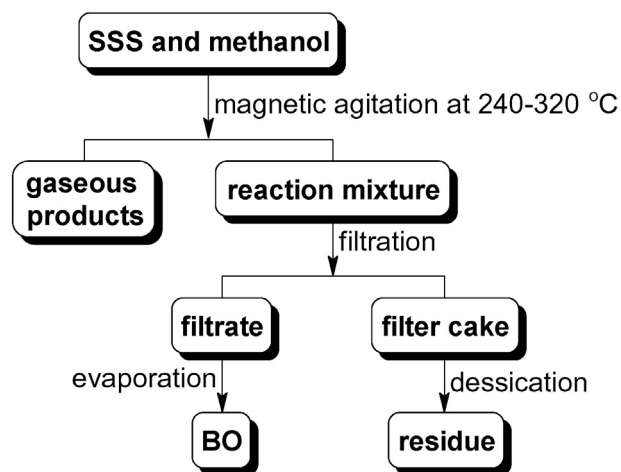 SSS and methanol
magnetic agitation at 240-320 °C
gaseous
products
reaction mixture
filtration
filtrate
filter cake
evaporation
dessication
BO
residue